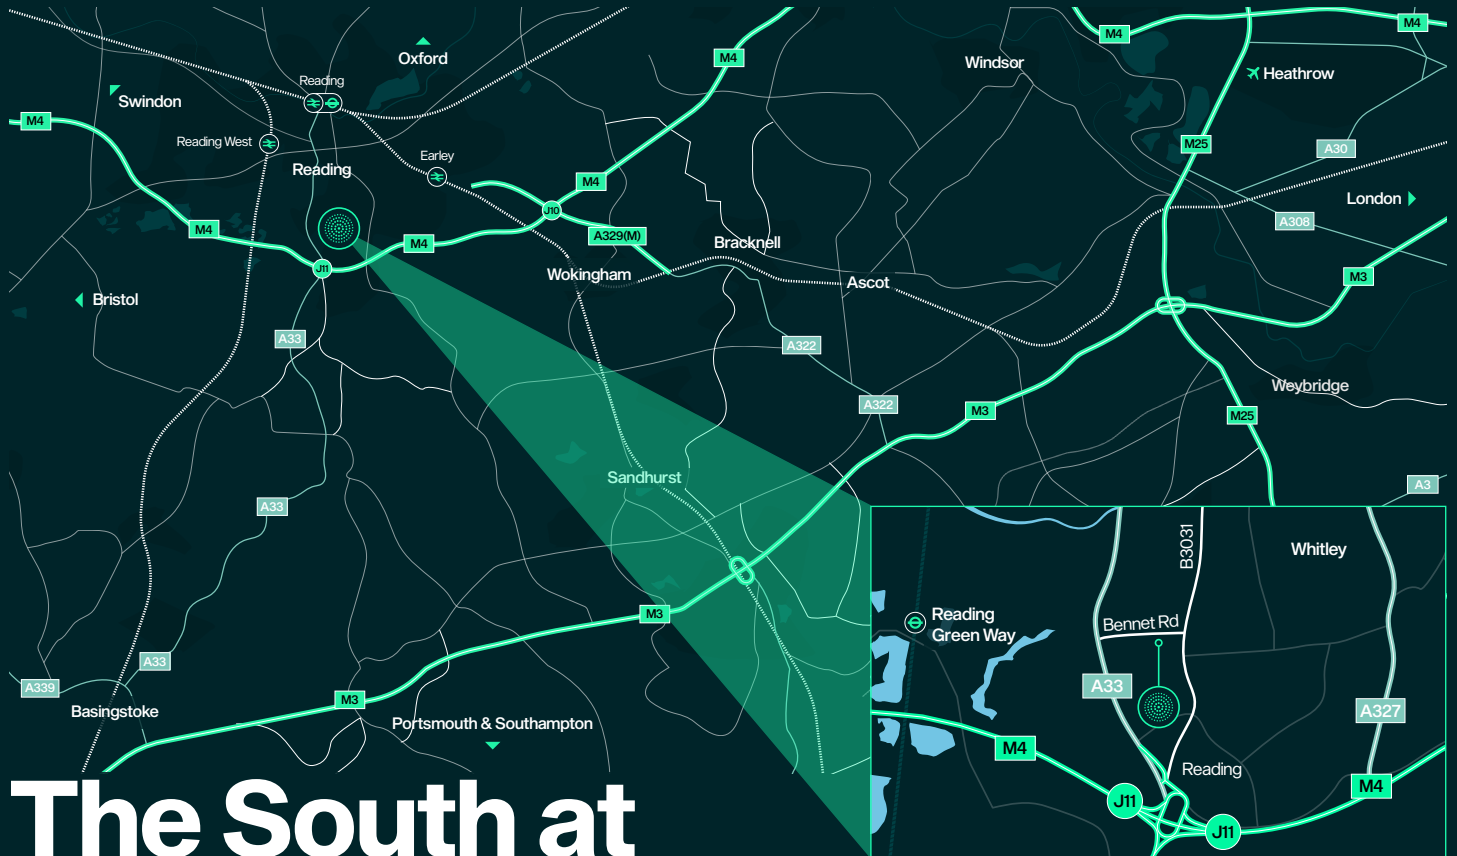 M4
M4
Oxford
M4
Windsor
Heathrow
Reading
Swindon
M4
Reading West
M25
A30
Earley
Reading
M4
London
J10
M4
A329(M)
A308
M4
Bracknell
J11
Wokingham
Ascot
M3
Bristol
A33
A322
Weybridge
A322
M3
M25
Sandhurst
A3
A33
B3031
Whitley
M3
Reading
Green Way
Bennet Rd
A33
A339
M3
A33
Basingstoke
Portsmouth & Southampton
A327
M4
Reading
M4
J11
J11
The South at